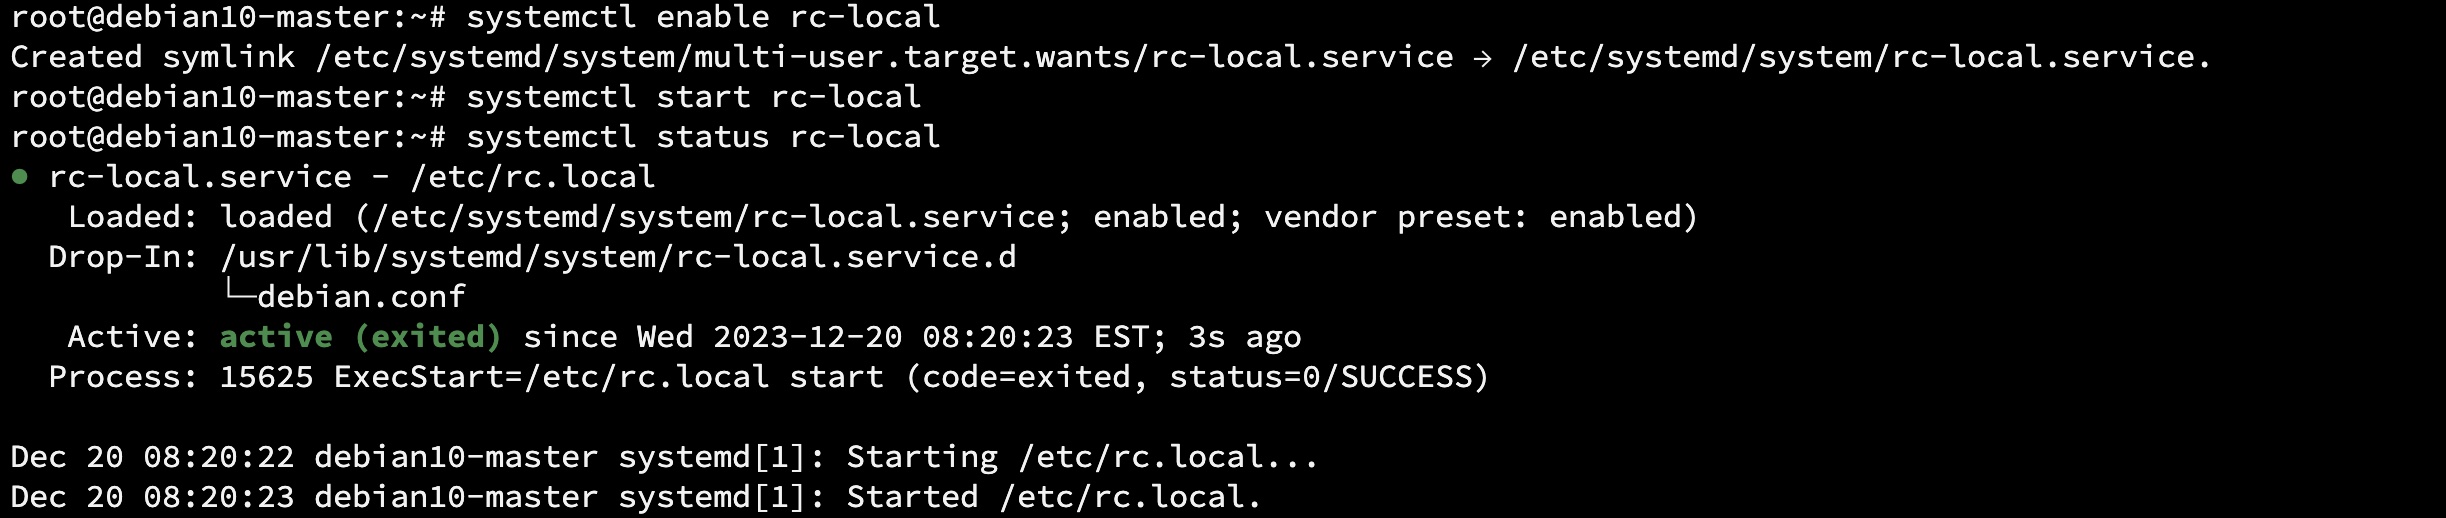 root@debian10-master:~# systemctl enable rc-local
Created symlink /etc/systemd/system/multi-user.target.wants/rc-local.service → /etc/systemd/system/rc-local.service.
root@debian10-master:~# systemctl start rc-local
root@debian10-master:~# systemctl status rc-local
● rc-local.service - /etc/rc.local
   Loaded: loaded (/etc/systemd/system/rc-local.service; enabled; vendor preset: enabled)
  Drop-In: /usr/lib/systemd/system/rc-local.service.d
           └─debian.conf
   Active: active (exited) since Wed 2023-12-20 08:20:23 EST; 3s ago
  Process: 15625 ExecStart=/etc/rc.local start (code=exited, status=0/SUCCESS)

Dec 20 08:20:22 debian10-master systemd[1]: Starting /etc/rc.local...
Dec 20 08:20:23 debian10-master systemd[1]: Started /etc/rc.local.